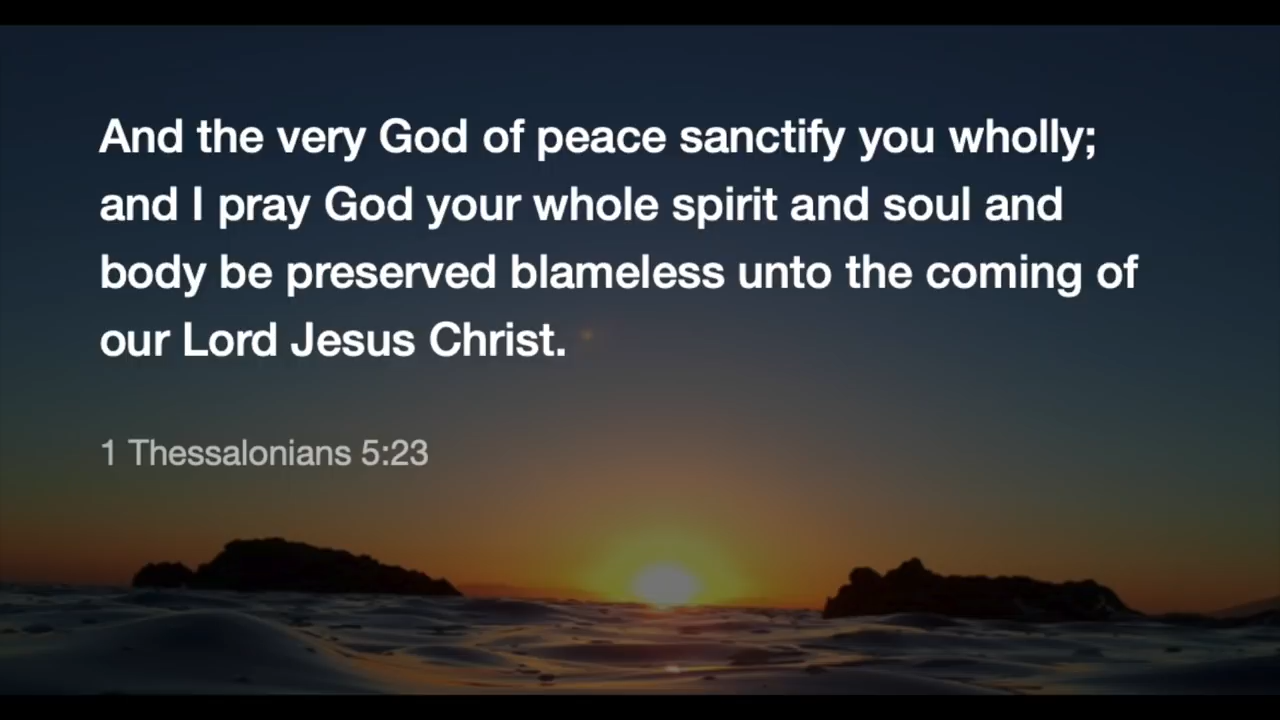 And the very God of peace sanctify you wholly;
and I pray God your whole spirit and soul and
body be preserved blameless unto the coming of
our Lord Jesus Christ.
1 Thessalonians 5:23